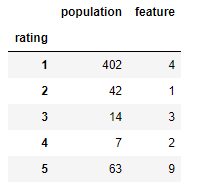 population feature
rating
1 402 4
2 42 1
3 14 3
4 7 2
5 63 9